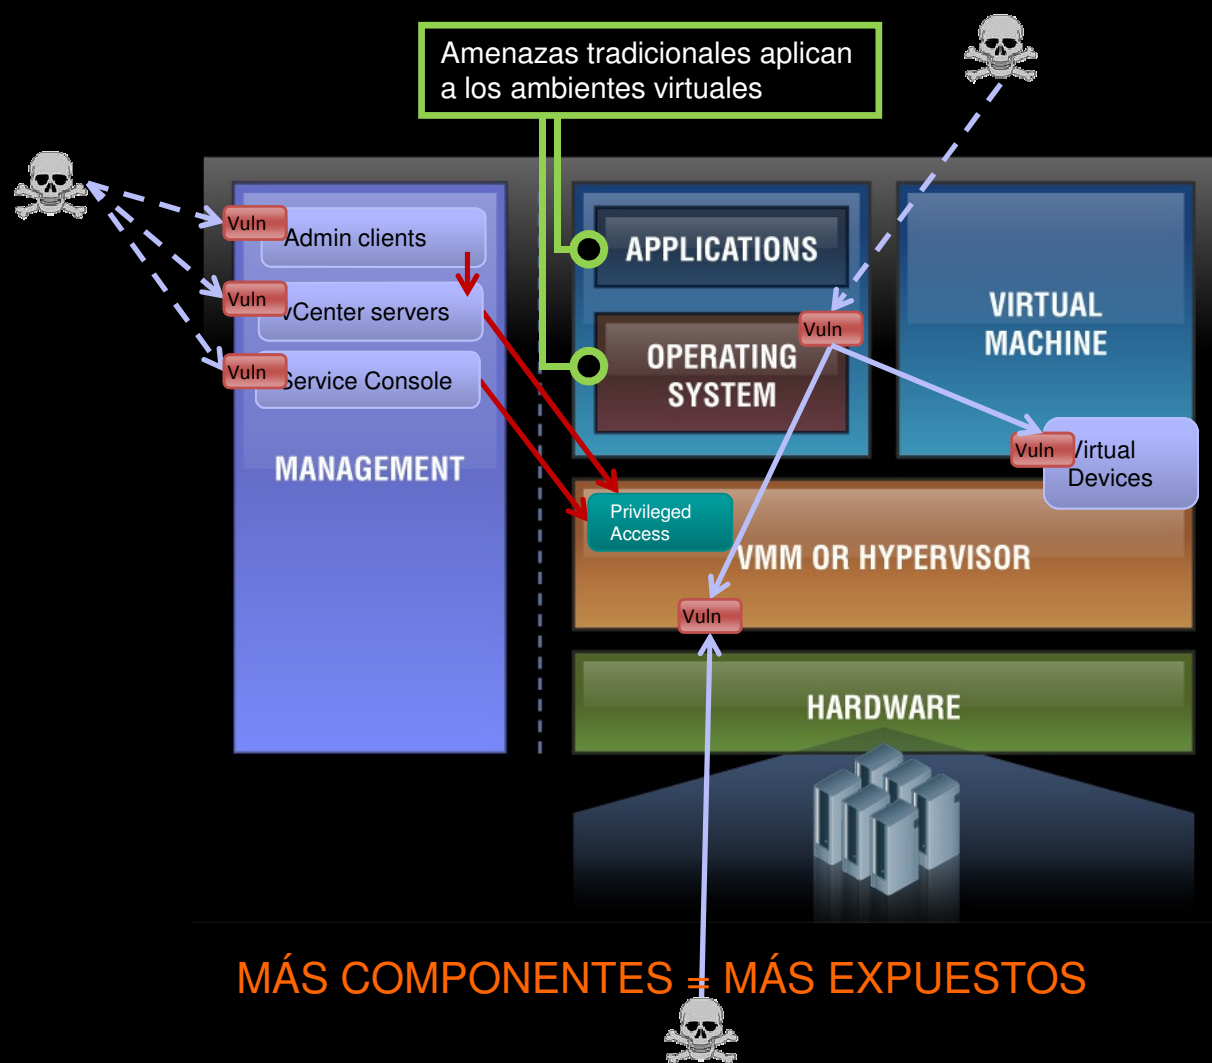 Amenazas tradicionales aplican
a los ambientes virtuales
Vuln
Admin clients
Vuln
vCenter servers
Vuln
Service Console
MANAGEMENT
APPLICATIONS
Vuln
OPERATING
SYSTEM
VIRTUAL
MACHINE
Vuln
Virtual
Devices
Privileged
Access
VMM OR HYPERVISOR
Vuln
HARDWARE
MÁS COMPONENTES = MÁS EXPUESTOS